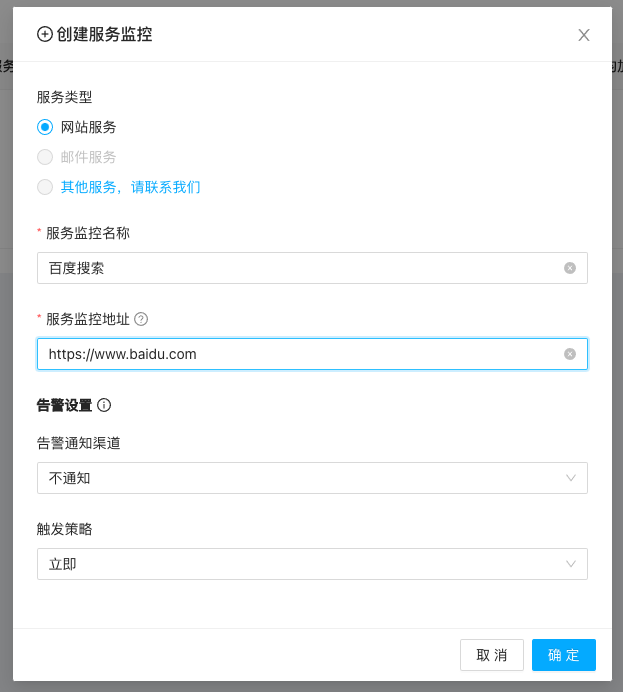 创建服务监控
服务类型
网站服务
邮件服务
其他服务，请联系我们
* 服务监控名称
百度搜索
* 服务监控地址
https://www.baidu.com
告警设置
告警通知渠道
不通知
触发策略
立即
取 消 确 定